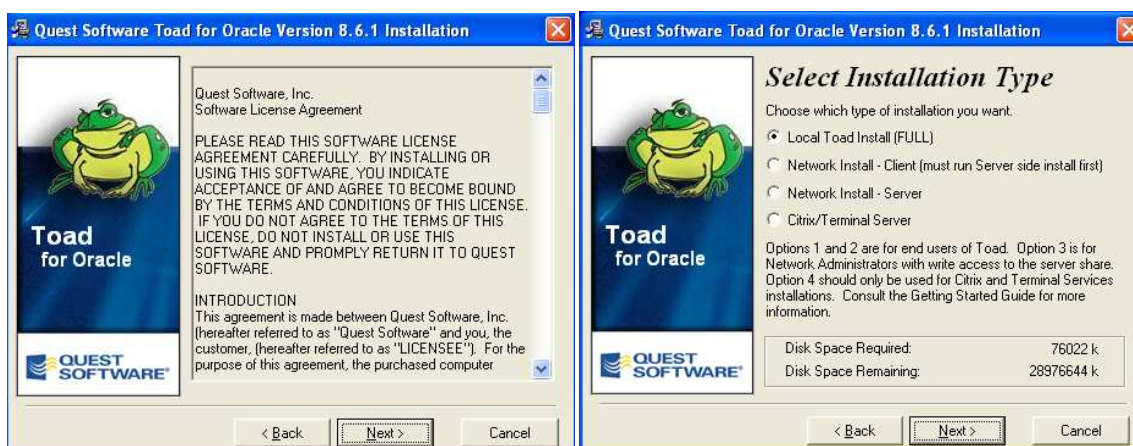 Quest Software Toad for Oracle Version 8.6.1 Installation
Quest Software, Inc.
Software License Agreement
PLEASE READ THIS SOFTWARE LICENSE
AGREEMENT CAREFULLY. BY INSTALLING OR
USING THIS SOFTWARE, YOU INDICATE
ACCEPTANCE OF AND AGREE TO BECOME BOUND
BY THE TERMS AND CONDITIONS OF THIS LICENSE.
IF YOU DO NOT AGREE TO THE TERMS OF THIS
LICENSE, DO NOT INSTALL OR USE THIS
SOFTWARE AND PROMPLY RETURN IT TO QUEST
SOFTWARE.
INTRODUCTION
This agreement is made between Quest Software, Inc.
(hereafter referred to as "Quest Software" and you, the
customer, (hereafter referred to as "LICENSEE"). For the
purpose of this agreement, the purchased computer
Toad
for Oracle
QUEST
SOFTWARE®
< Back
Next >
Cancel
Quest Software Toad for Oracle Version 8.6.1 Installation
Select Installation Type
Choose which type of installation you want.
Local Toad Install (FULL)
Network Install - Client (must run Server side install first)
Network Install - Server
Citrix/Terminal Server
Options 1 and 2 are for end users of Toad. Option 3 is for
Network Administrators with write access to the server share.
Option 4 should only be used for Citrix and Terminal Services
installations. Consult the Getting Started Guide for more
information.
Disk Space Required: 76022 k
Disk Space Remaining: 28976644 k
Toad
for Oracle
QUEST
SOFTWARE®
< Back
Next >
Cancel